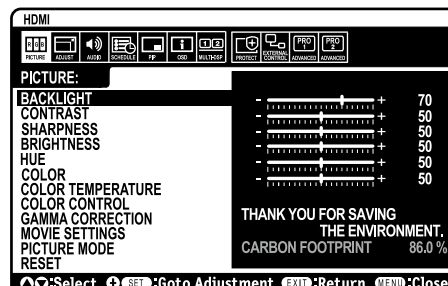 HDMI
RGB
PICTURE ADJUST AUDIO SCHEDULE PIP OSD MULTI-DSP PROTECT EXTERNAL CONTROL PRO 1 ADVANCED PRO 2 ADVANCED
PICTURE:
BACKLIGHT - + 70
CONTRAST - + 50
SHARPNESS - + 50
BRIGHTNESS - + 50
HUE - + 50
COLOR - + 50
COLOR TEMPERATURE
COLOR CONTROL
GAMMA CORRECTION
MOVIE SETTINGS
PICTURE MODE
RESET
THANK YOU FOR SAVING
THE ENVIRONMENT.
CARBON FOOTPRINT 86.0 %
:Select SET :Goto Adjustment EXIT :Return MENU :Close